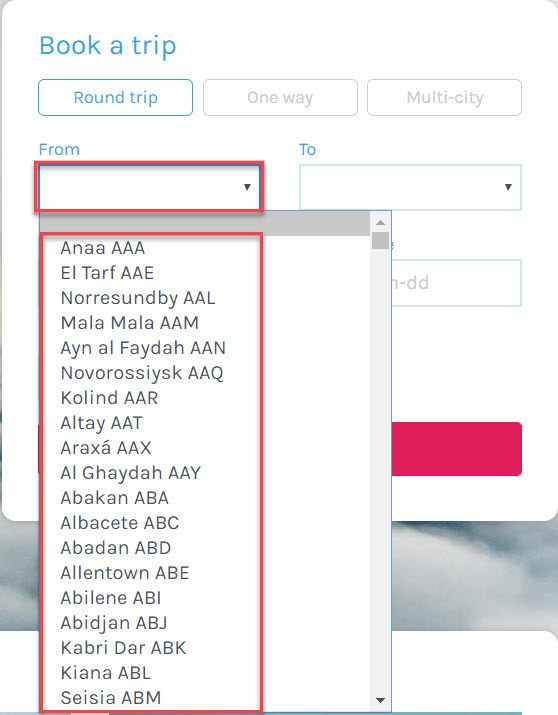 Book a trip
Round trip One way Multi-city
From To
Anaa AAA
El Tarf AAE
Norresundby AAL
n-dd
Mala Mala AAM
Ayn al Faydah AAN
Novorossiysk AAQ
Kolind AAR
Altay AAT
Araxá AAX
Al Ghaydah AAY
Abakan ABA
Albacete ABC
Abadan ABD
Allentown ABE
Abilene ABI
Abidjan ABJ
Kabri Dar ABK
Kiana ABL
Seisia ABM